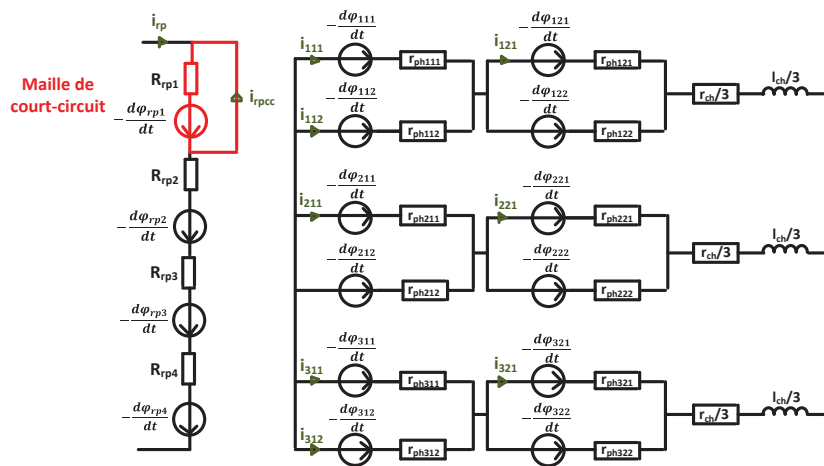 i_rp
Maille de
court-circuit
R_rp1
i_rpcc
−dφ_rp1/dt
R_rp2
−dφ_rp2/dt
R_rp3
−dφ_rp3/dt
R_rp4
−dφ_rp4/dt
i_111
−dφ_111/dt
r_ph111
i_121
−dφ_121/dt
r_ph121
i_112
−dφ_112/dt
r_ph112
−dφ_122/dt
r_ph122
r_ch/3
l_ch/3
i_211
−dφ_211/dt
r_ph211
i_221
−dφ_221/dt
r_ph221
−dφ_212/dt
r_ph212
−dφ_222/dt
r_ph222
r_ch/3
l_ch/3
i_311
−dφ_311/dt
r_ph311
i_321
−dφ_321/dt
r_ph321
i_312
−dφ_312/dt
r_ph312
−dφ_322/dt
r_ph322
r_ch/3
l_ch/3